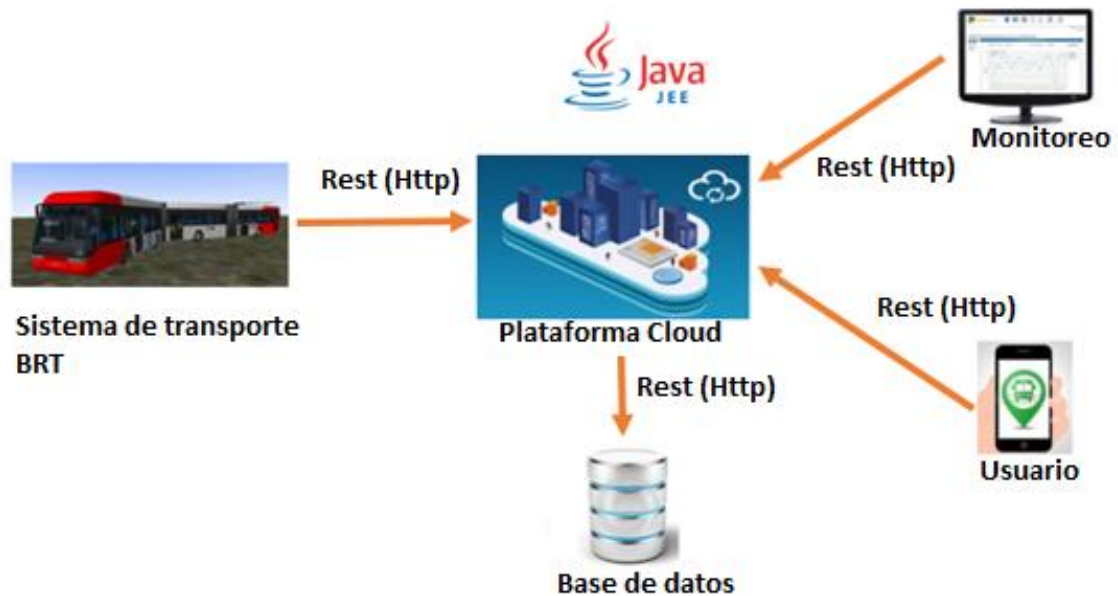 Java
JEE
Monitoreo
Rest (Http)
Rest (Http)
Sistema de transporte
BRT
Plataforma Cloud
Rest (Http)
Rest (Http)
Usuario
Base de datos